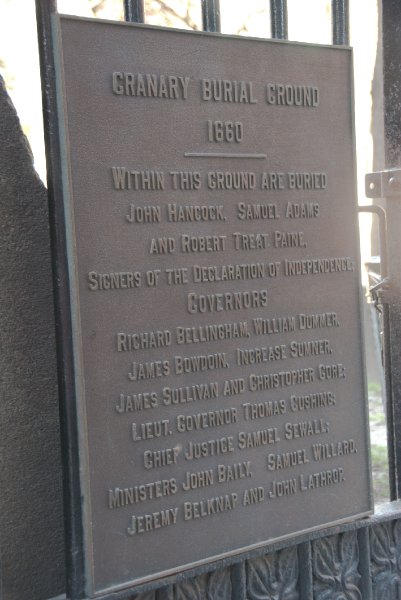 GRANARY BURIAL GROUND
1660
WITHIN THIS GROUND ARE BURIED
JOHN HANCOCK, SAMUEL ADAMS
AND ROBERT TREAT PAINE,
SIGNERS OF THE DECLARATION OF INDEPENDENCE;
GOVERNORS
RICHARD BELLINGHAM, WILLIAM DUMMER,
JAMES BOWDOIN, INCREASE SUMNER,
JAMES SULLIVAN AND CHRISTOPHER GORE;
LIEUT. GOVERNOR THOMAS CUSHING;
CHIEF JUSTICE SAMUEL SEWALL;
MINISTERS JOHN BAILY, SAMUEL WILLARD,
JEREMY BELKNAP AND JOHN LATHROP.